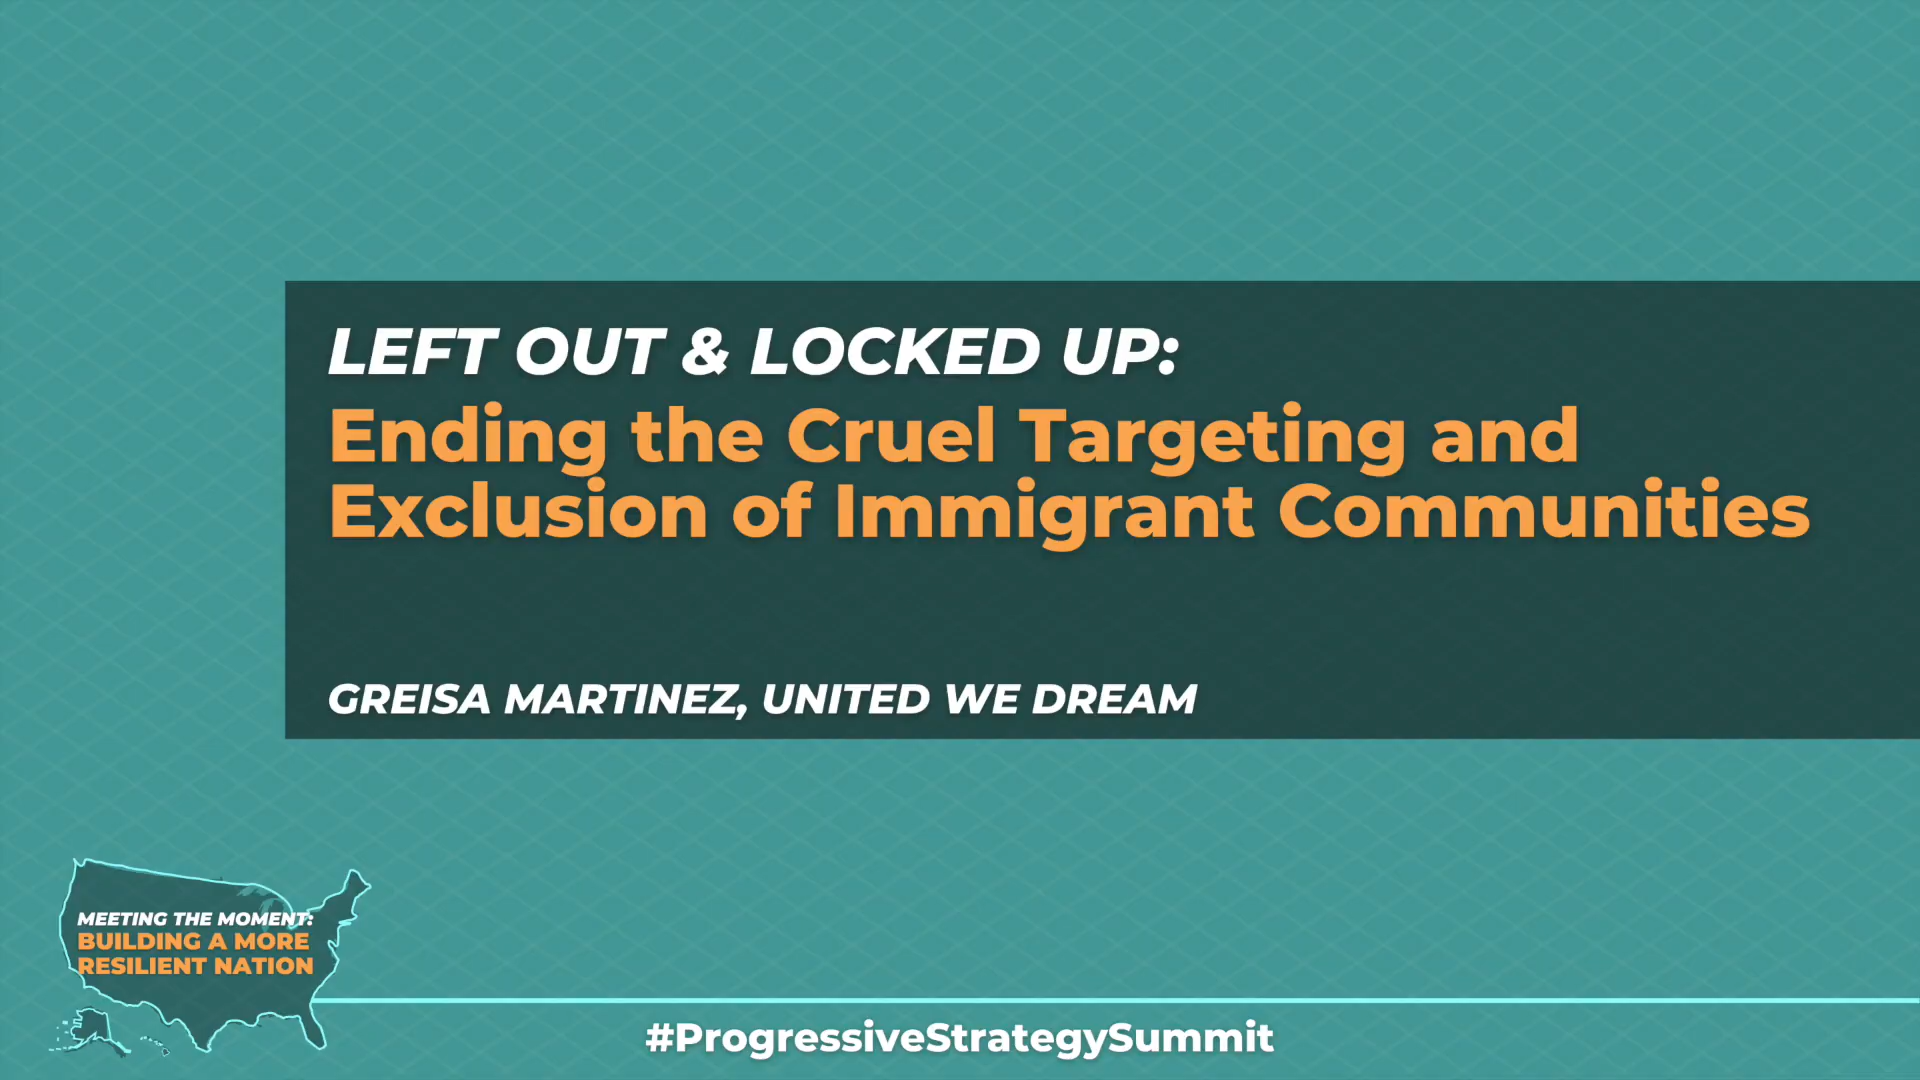 LEFT OUT & LOCKED UP:
Ending the Cruel Targeting and
Exclusion of Immigrant Communities
GREISA MARTINEZ, UNITED WE DREAM
MEETING THE MOMENT:
BUILDING A MORE
RESILIENT NATION
#ProgressiveStrategySummit